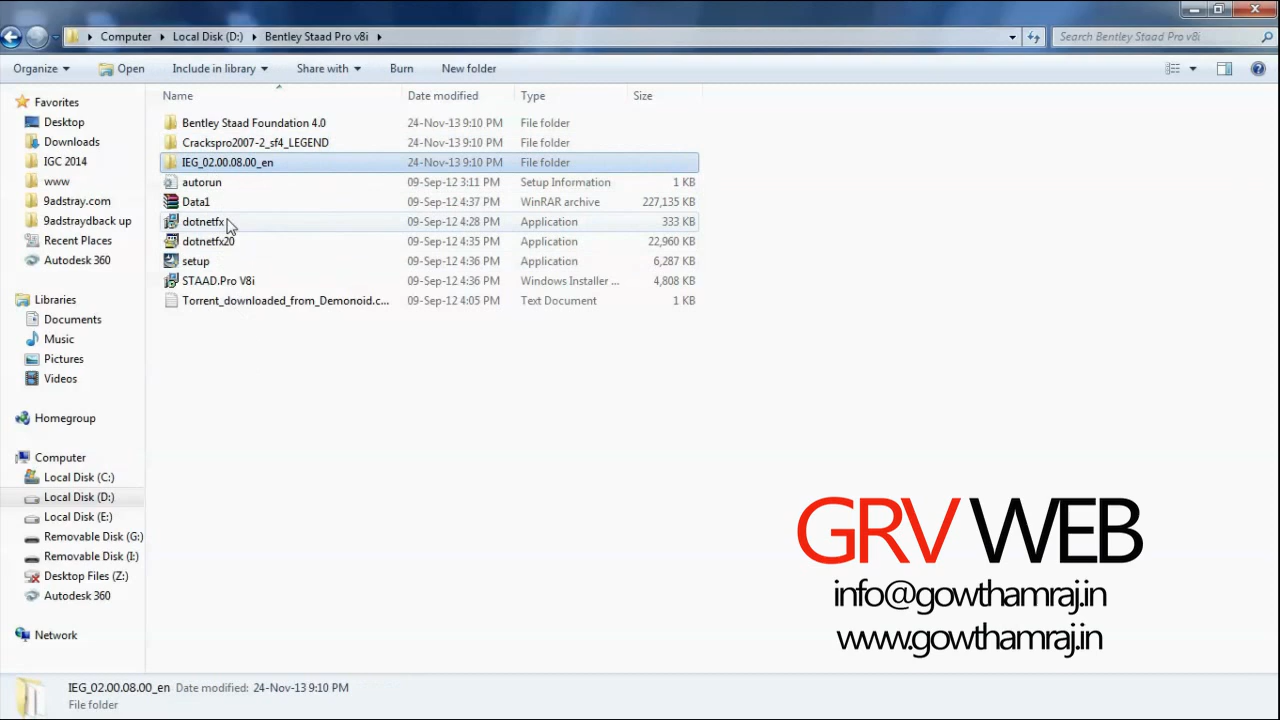 Computer Local Disk (D:) Bentley Staad Pro v8i Search Bentley Staad Pro v8i
Organize Open Include in library Share with Burn New folder
Name Date modified Type Size
Favorites
Desktop
Downloads
IGC 2014
www
9adstray.com
9adstraydback up
Recent Places
Autodesk 360
Libraries
Documents
Music
Pictures
Videos
Homegroup
Computer
Local Disk (C:)
Local Disk (D:)
Local Disk (E:)
Removable Disk (G:)
Removable Disk (I:)
Desktop Files (Z:)
Autodesk 360
Network
Bentley Staad Foundation 4.0 24-Nov-13 9:10 PM File folder
Crackspro2007-2_sf4_LEGEND 24-Nov-13 9:10 PM File folder
IEG_02.00.08.00_en 24-Nov-13 9:10 PM File folder
autorun 09-Sep-12 3:11 PM Setup Information 1 KB
Data1 09-Sep-12 4:37 PM WinRAR archive 227,135 KB
dotnetfx 09-Sep-12 4:28 PM Application 333 KB
dotnetfx20 09-Sep-12 4:35 PM Application 22,960 KB
setup 09-Sep-12 4:36 PM Application 6,287 KB
STAAD.Pro V8i 09-Sep-12 4:36 PM Windows Installer ... 4,808 KB
Torrent_downloaded_from_Demonoid.c... 09-Sep-12 4:05 PM Text Document 1 KB
GRV WEB
info@gowthamraj.in
www.gowthamraj.in
IEG_02.00.08.00_en Date modified: 24-Nov-13 9:10 PM
File folder